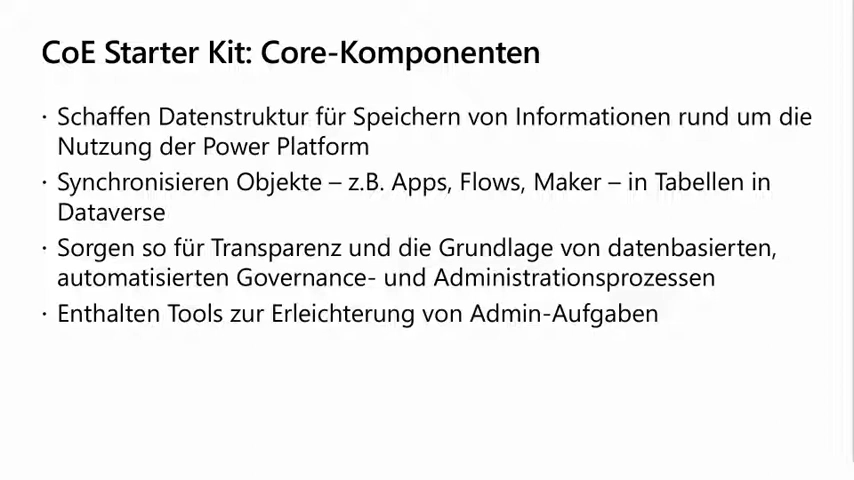 CoE Starter Kit: Core-Komponenten
· Schaffen Datenstruktur für Speichern von Informationen rund um die
Nutzung der Power Platform
· Synchronisieren Objekte – z.B. Apps, Flows, Maker – in Tabellen in
Dataverse
· Sorgen so für Transparenz und die Grundlage von datenbasierten,
automatisierten Governance- und Administrationsprozessen
· Enthalten Tools zur Erleichterung von Admin-Aufgaben